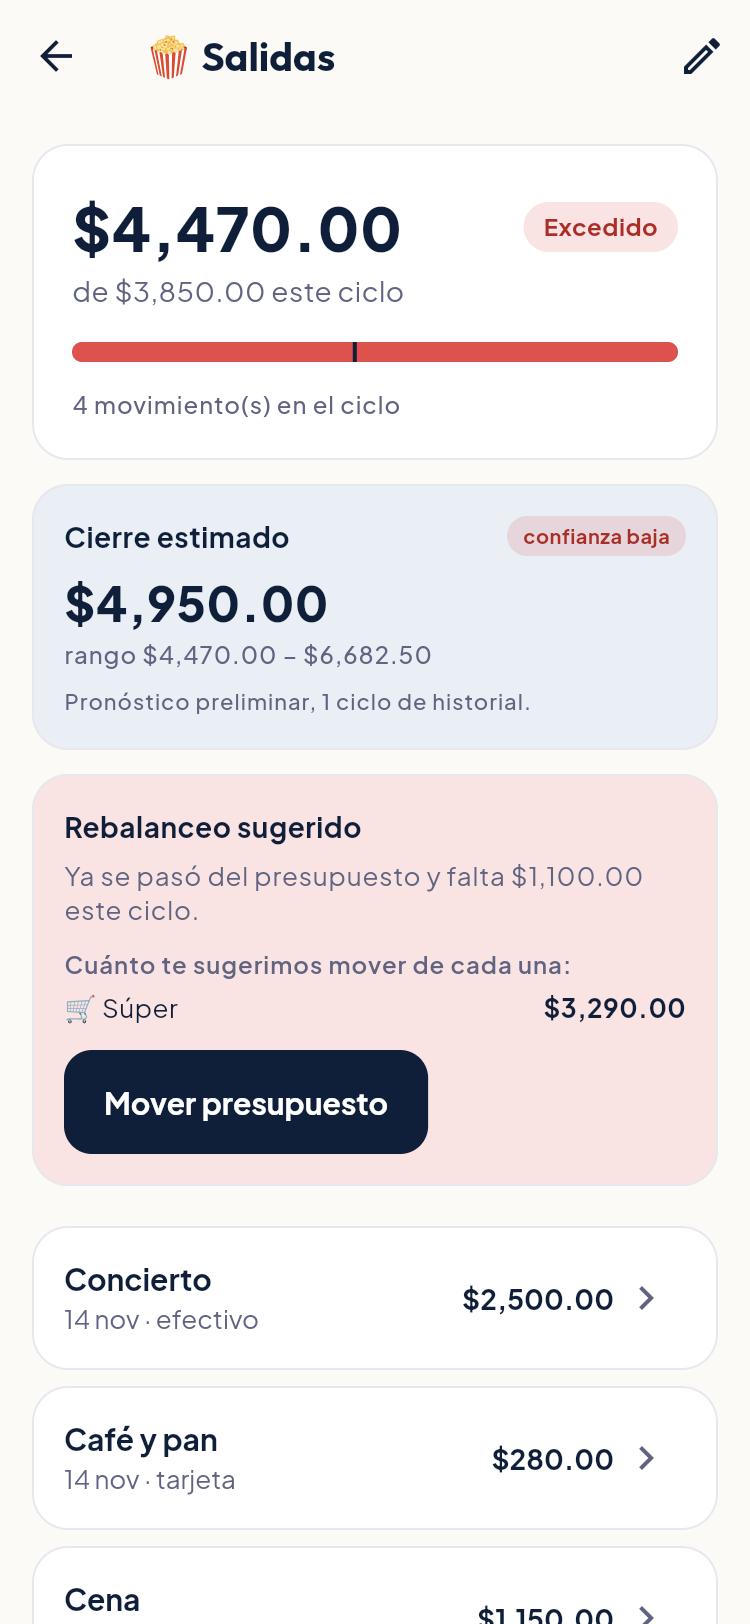 Salidas
$4,470.00
Excedido
de $3,850.00 este ciclo
4 movimiento(s) en el ciclo
Cierre estimado
confianza baja
$4,950.00
rango $4,470.00 – $6,682.50
Pronóstico preliminar, 1 ciclo de historial.
Rebalanceo sugerido
Ya se pasó del presupuesto y falta $1,100.00
este ciclo.
Cuánto te sugerimos mover de cada una:
Súper $3,290.00
Mover presupuesto
Concierto
$2,500.00
14 nov · efectivo
Café y pan
$280.00
14 nov · tarjeta
Cena
$1,150.00